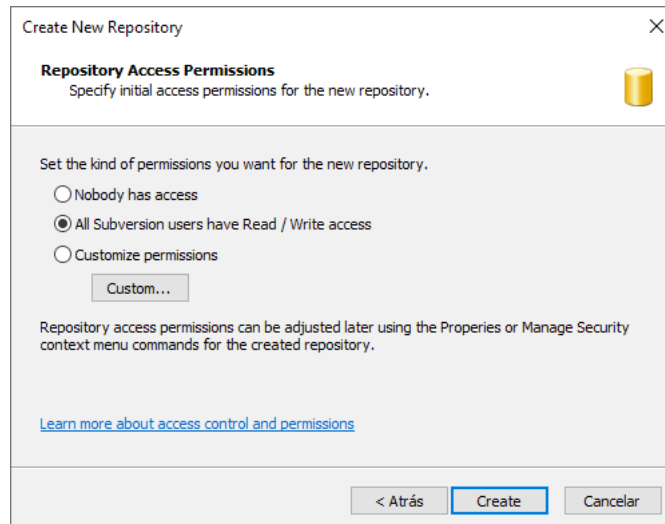 Create New Repository
Repository Access Permissions
Specify initial access permissions for the new repository.
Set the kind of permissions you want for the new repository.
Nobody has access
All Subversion users have Read / Write access
Customize permissions
Custom...
Repository access permissions can be adjusted later using the Properies or Manage Security
context menu commands for the created repository.
Learn more about access control and permissions
< Atrás
Create
Cancelar